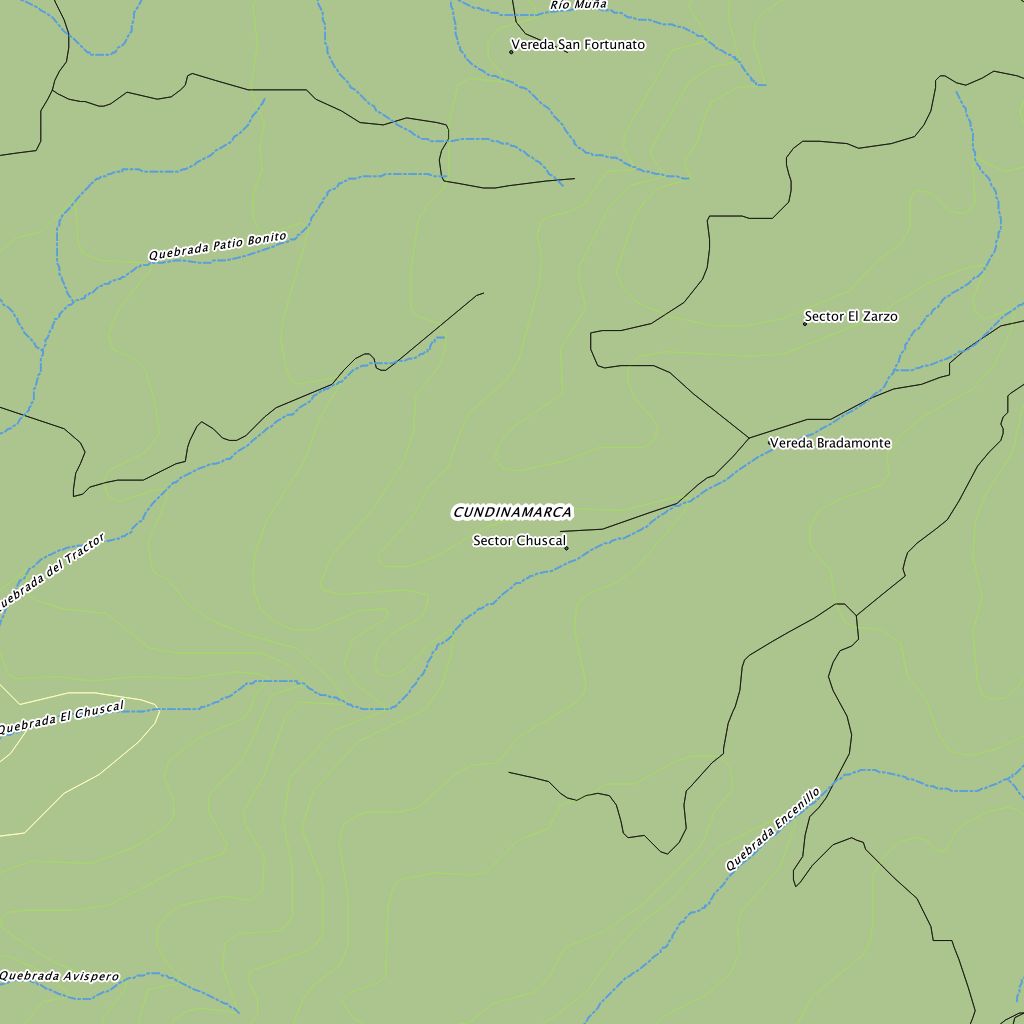 Río Muña
Vereda San Fortunato
Quebrada Patio Bonito
Sector El Zarzo
Vereda Bradamonte
CUNDINAMARCA
Sector Chuscal
Quebrada del Tractor
Quebrada El Chuscal
Quebrada Encenillo
Quebrada Avispero